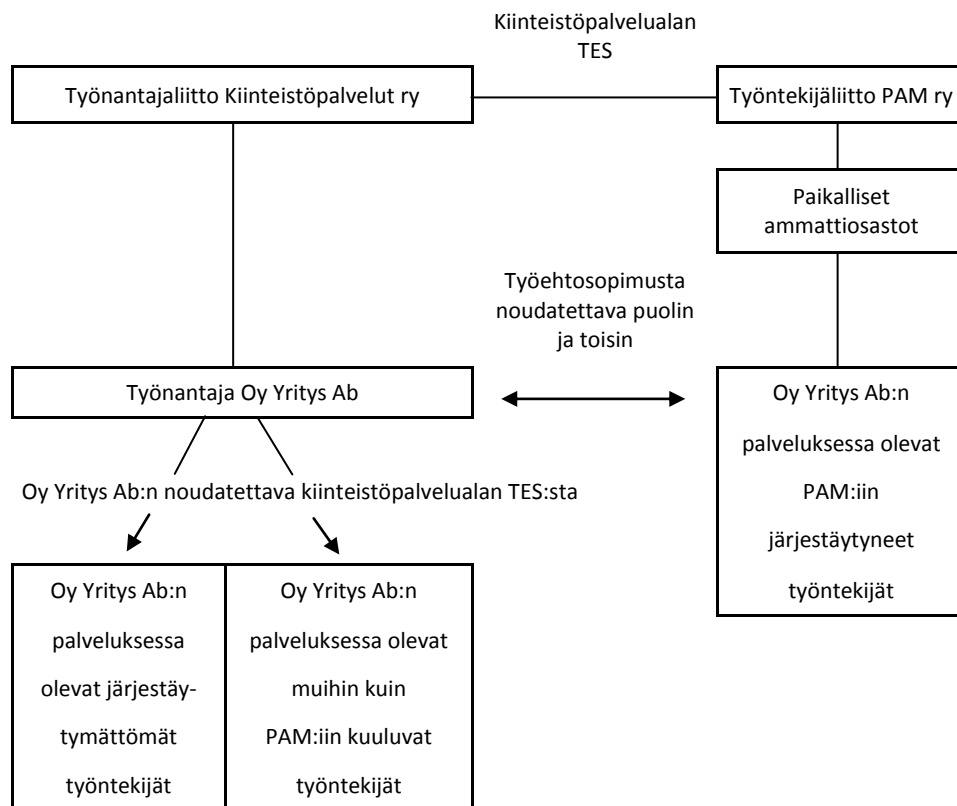 Kiinteistöpalvelualan
TES
Työnantajaliitto Kiinteistöpalvelut ry
Työntekijäliitto PAM ry
Paikalliset
ammattiosastot
Työehtosopimusta
noudatettava puolin
ja toisin
Työnantaja Oy Yritys Ab
Oy Yritys Ab:n
palveluksessa olevat
PAM:iin
järjestäytyneet
työntekijät
Oy Yritys Ab:n noudatettava kiinteistöpalvelualan TES:sta
Oy Yritys Ab:n
palveluksessa
olevat järjestäy-
tymättömät
työntekijät
Oy Yritys Ab:n
palveluksessa olevat
muihin kuin
PAM:iin kuuluvat
työntekijät